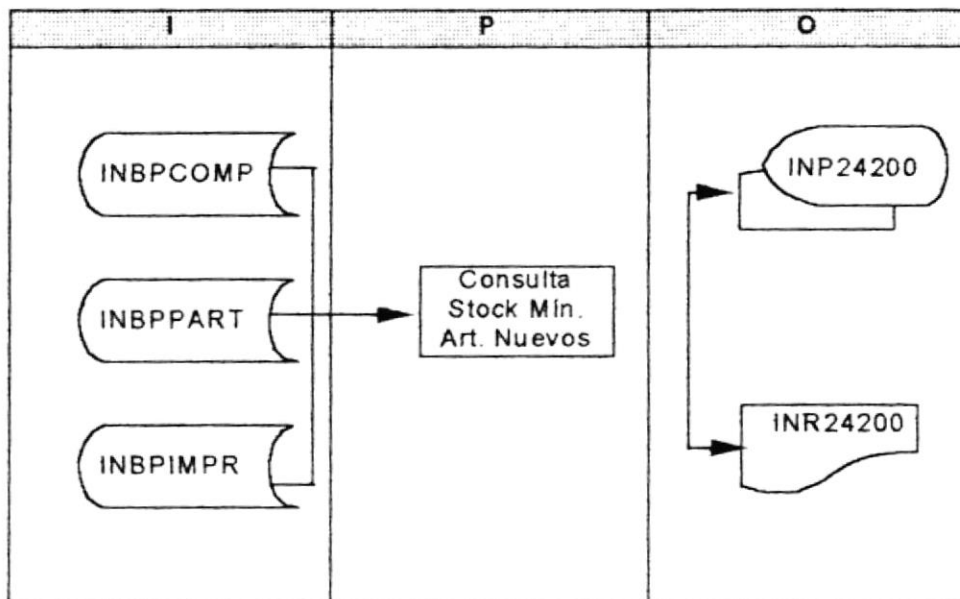 I
P
O
INBPCOMP
INBPPART
INBPIMPR
Consulta
Stock Mín.
Art. Nuevos
INP24200
INR24200